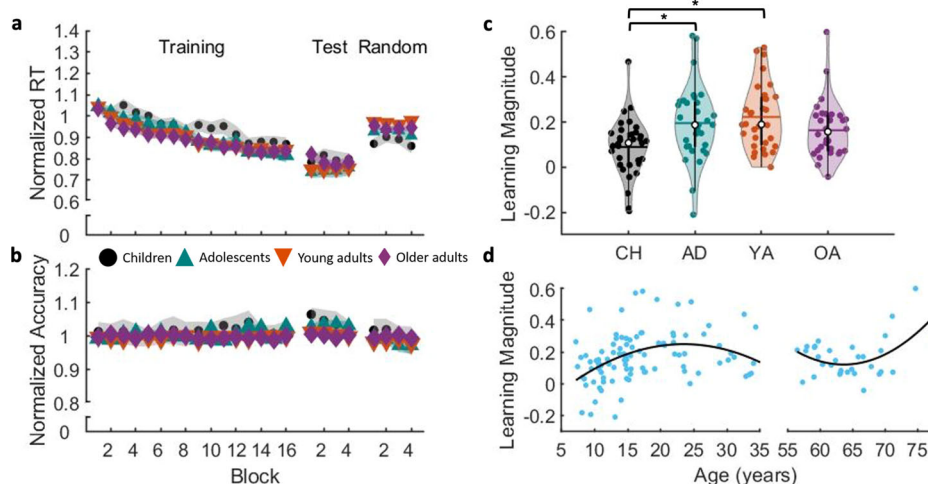 a
1.4
1.3
1.2
1.1
1
0.9
0.8
0.7
0.6
0
Normalized RT
Training
Test
Random
b
Children
Adolescents
Young adults
Older adults
1.2
1.1
1
0.9
0.8
0
Normalized Accuracy
2 4 6 8 10 12 14 16 2 4 2 4
Block
c
*
*
0.6
0.4
0.2
0
-0.2
Learning Magnitude
CH AD YA OA
d
0.6
0.4
0.2
0
-0.2
Learning Magnitude
5 10 15 20 25 30 35 55 60 65 70 75
Age (years)